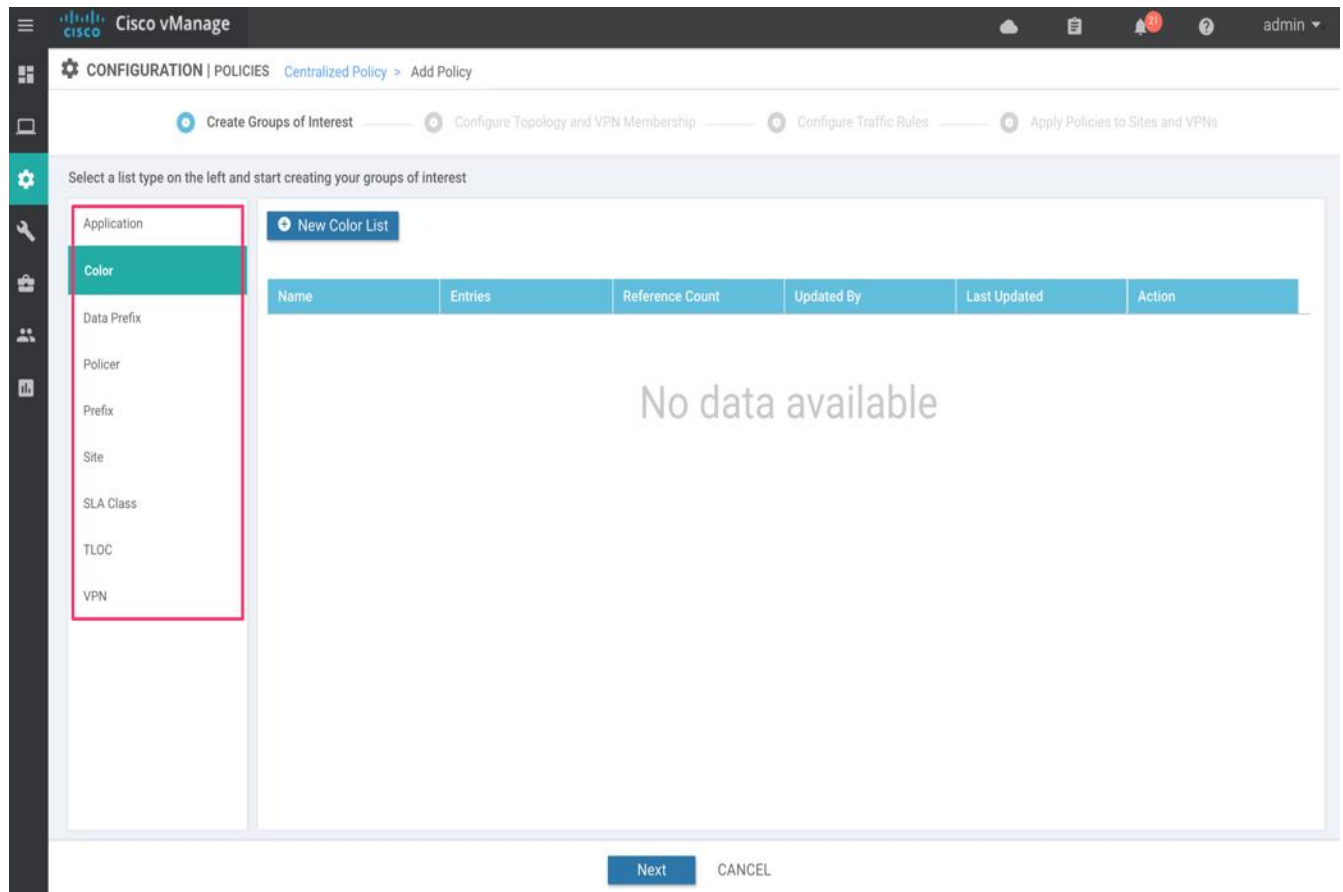 cisco Cisco vManage 21 admin
CONFIGURATION | POLICIES Centralized Policy > Add Policy
Create Groups of Interest Configure Topology and VPN Membership Configure Traffic Rules Apply Policies to Sites and VPNs
Select a list type on the left and start creating your groups of interest
Application
Color
Data Prefix
Policer
Prefix
Site
SLA Class
TLOC
VPN
New Color List
Name Entries Reference Count Updated By Last Updated Action
No data available
Next CANCEL